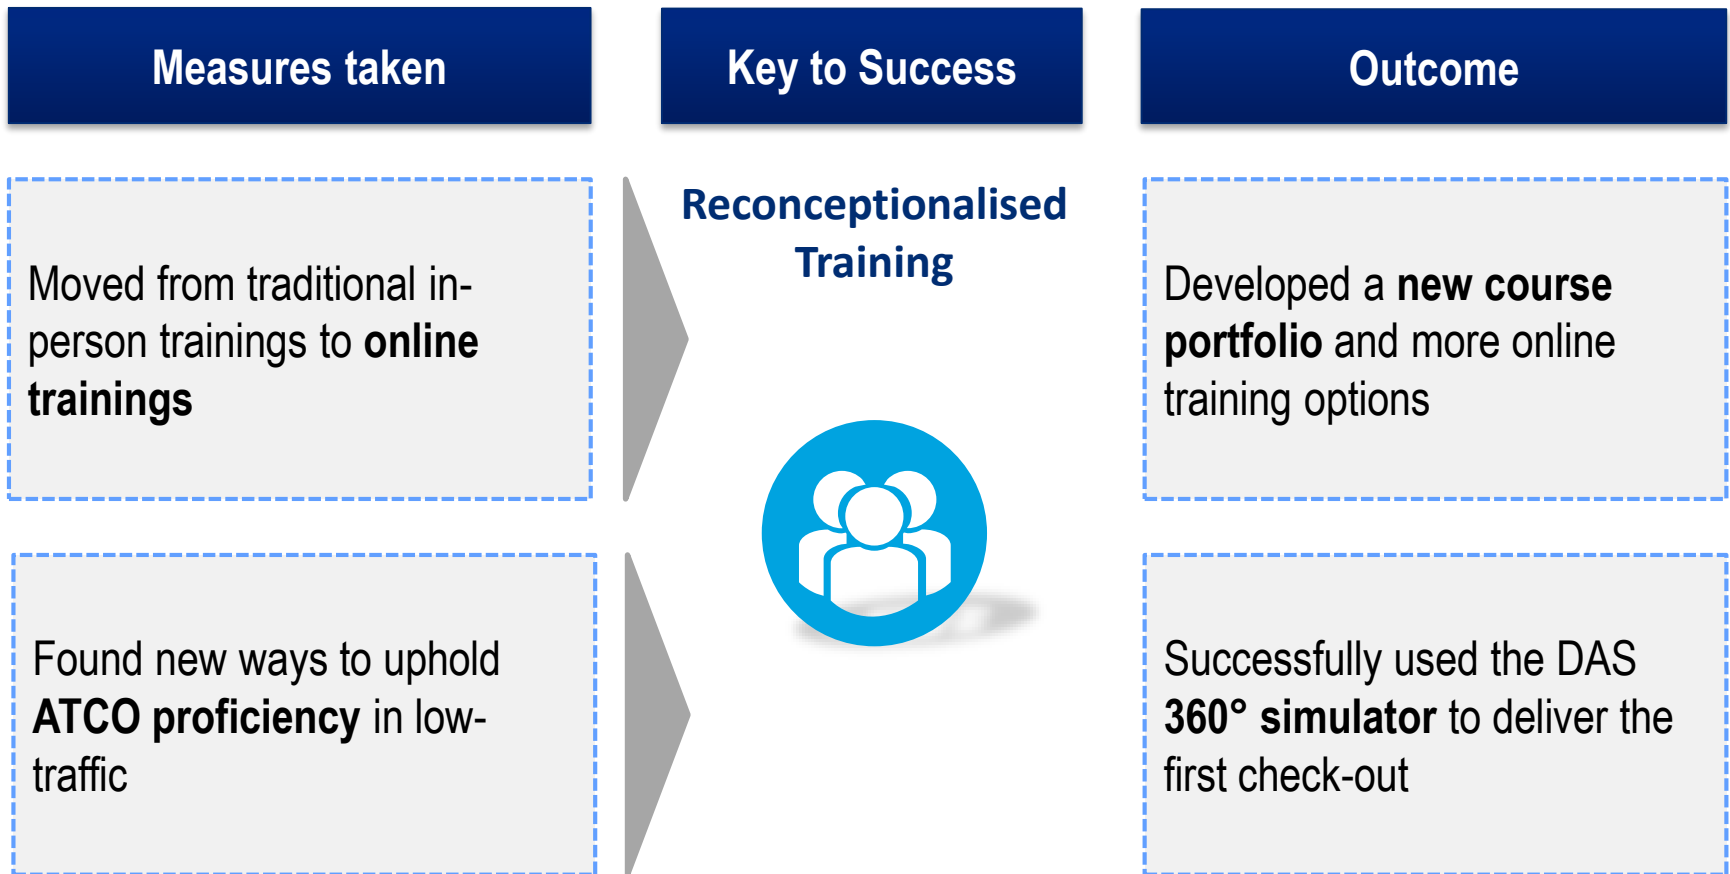 Measures taken
Key to Success
Outcome
Moved from traditional in-
person trainings to online
trainings
Reconceptionalised
Training
Developed a new course
portfolio and more online
training options
Found new ways to uphold
ATCO proficiency in low-
traffic
Successfully used the DAS
360° simulator to deliver the
first check-out